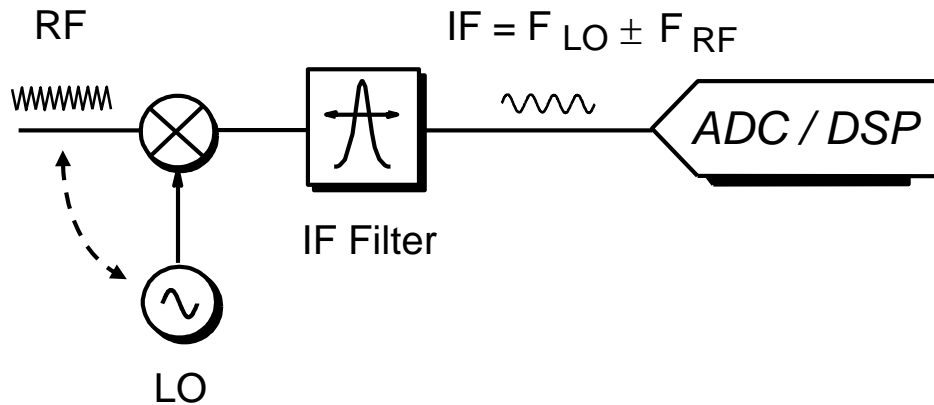 RF
IF = F LO ± F RF
ADC / DSP
IF Filter
LO